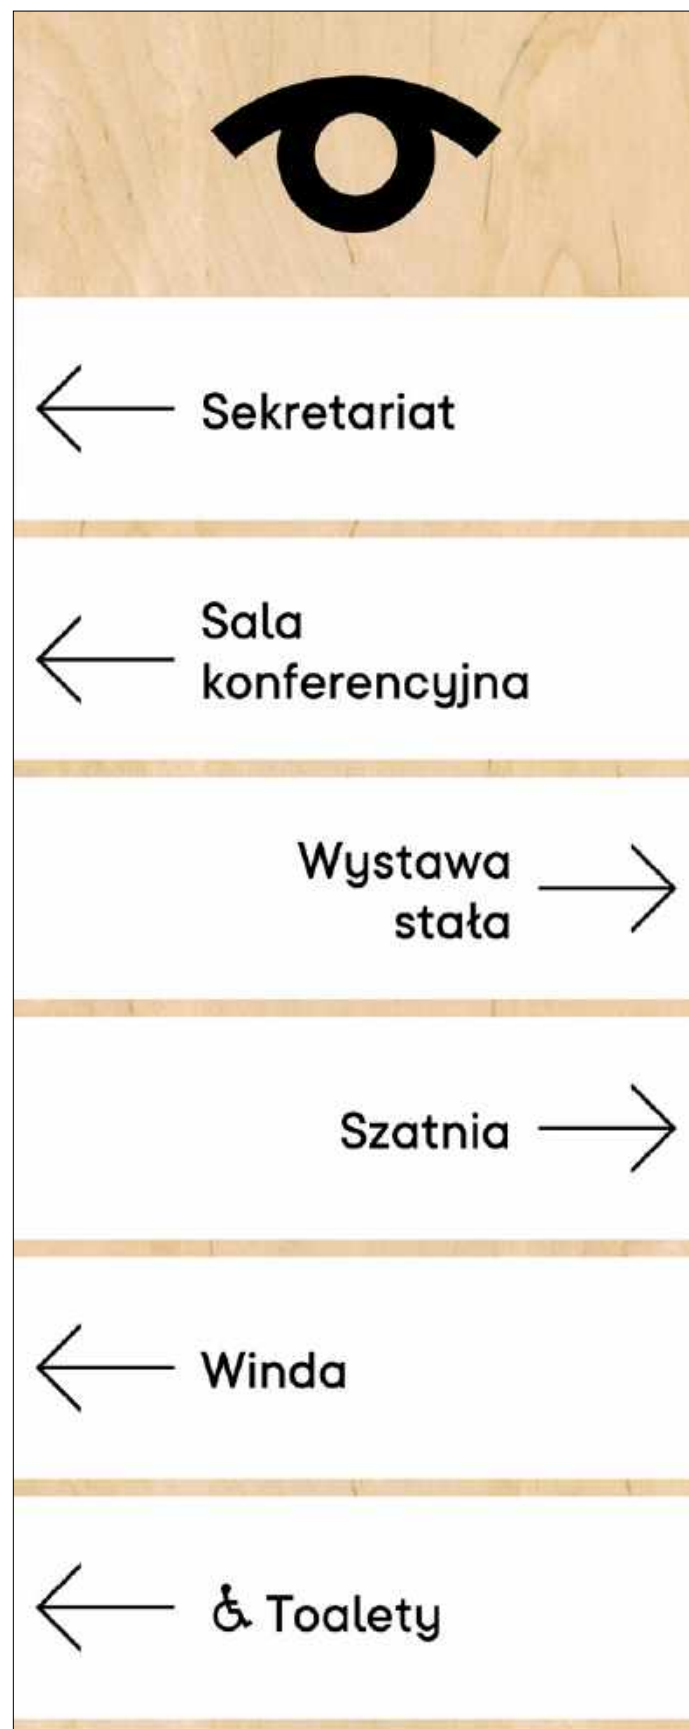 Sekretariat
Sala
konferencyjna
Wystawa
stała
Szatnia
Winda
Toalety